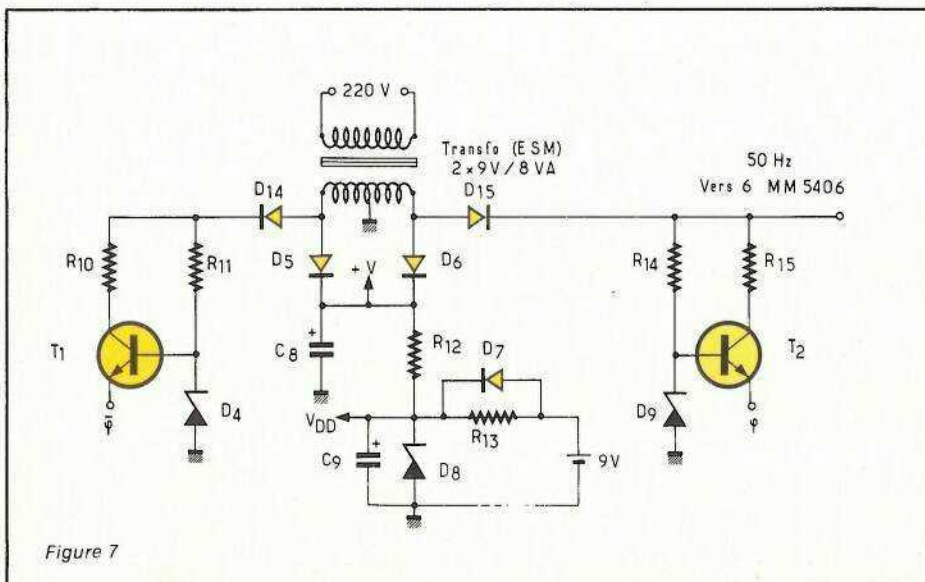 220 V
Transfo (ESM)
2×9V/8 VA
50 Hz
Vers 6 MM 5406
D14
D15
R10
R11
D5
D6
+ V
R14
R15
T1
C8
+
R12
D7
T2
φ̄
D4
VDD
R13
D9
φ
C9
+
D8
9V
Figure 7